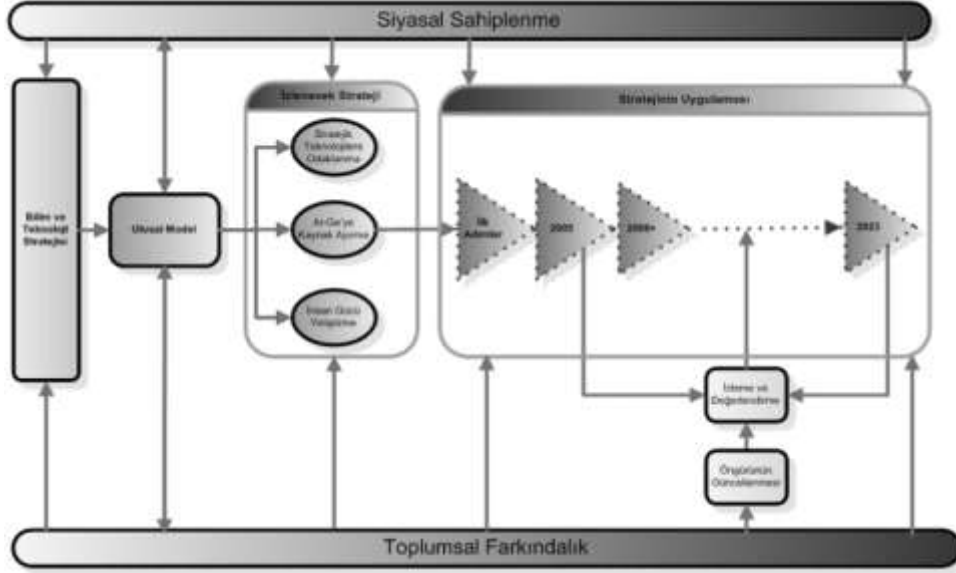 Siyasal Sahiplenme
İzlenecek Strateji
Stratejinin Uygulaması
Stratejik
Teknolojilere
Odaklanma
Bilim ve
Teknoloji
Stratejisi
Ulusal Model
Ar-Ge'ye
Kaynak Ayırma
İlk
Adımlar
2005
2006+
2023
İnsan Gücü
Yetiştirme
İzleme ve
Değerlendirme
Öngörünün
Güncellenmesi
Toplumsal Farkındalık